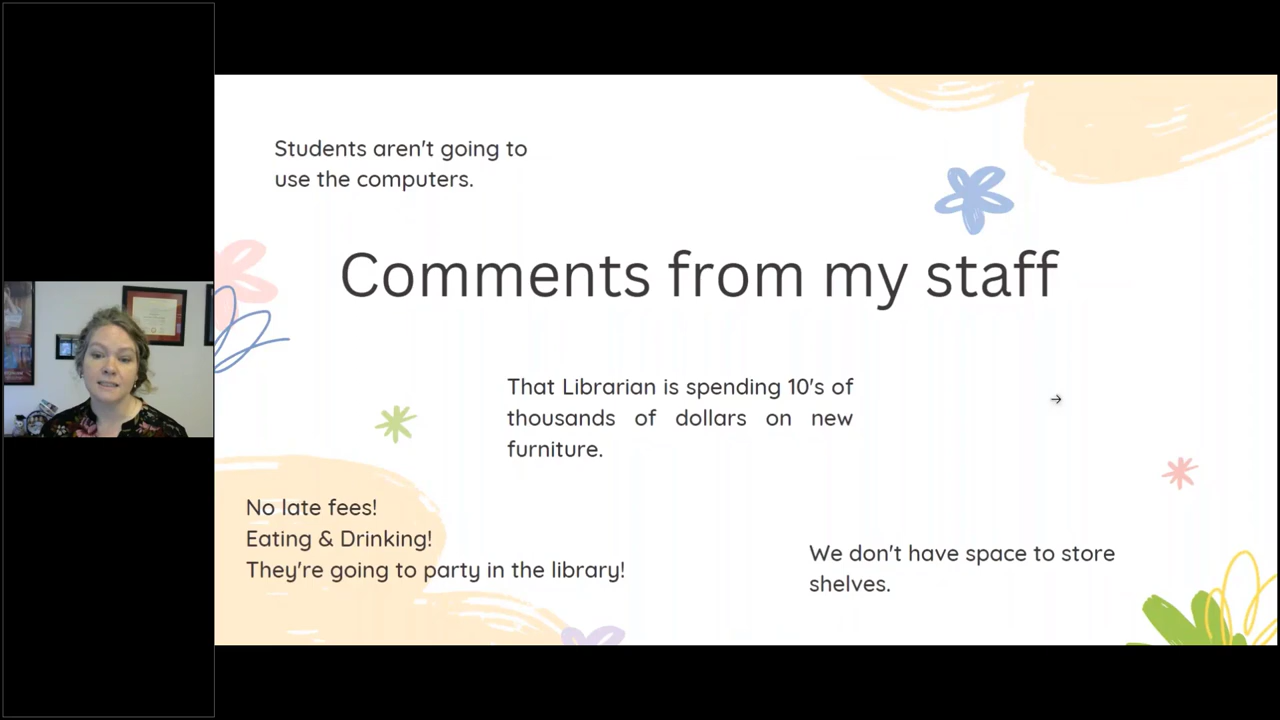 Students aren't going to
use the computers.
Comments from my staff
That Librarian is spending 10's of
thousands of dollars on new
furniture.
No late fees!
Eating & Drinking!
They're going to party in the library!
We don't have space to store
shelves.